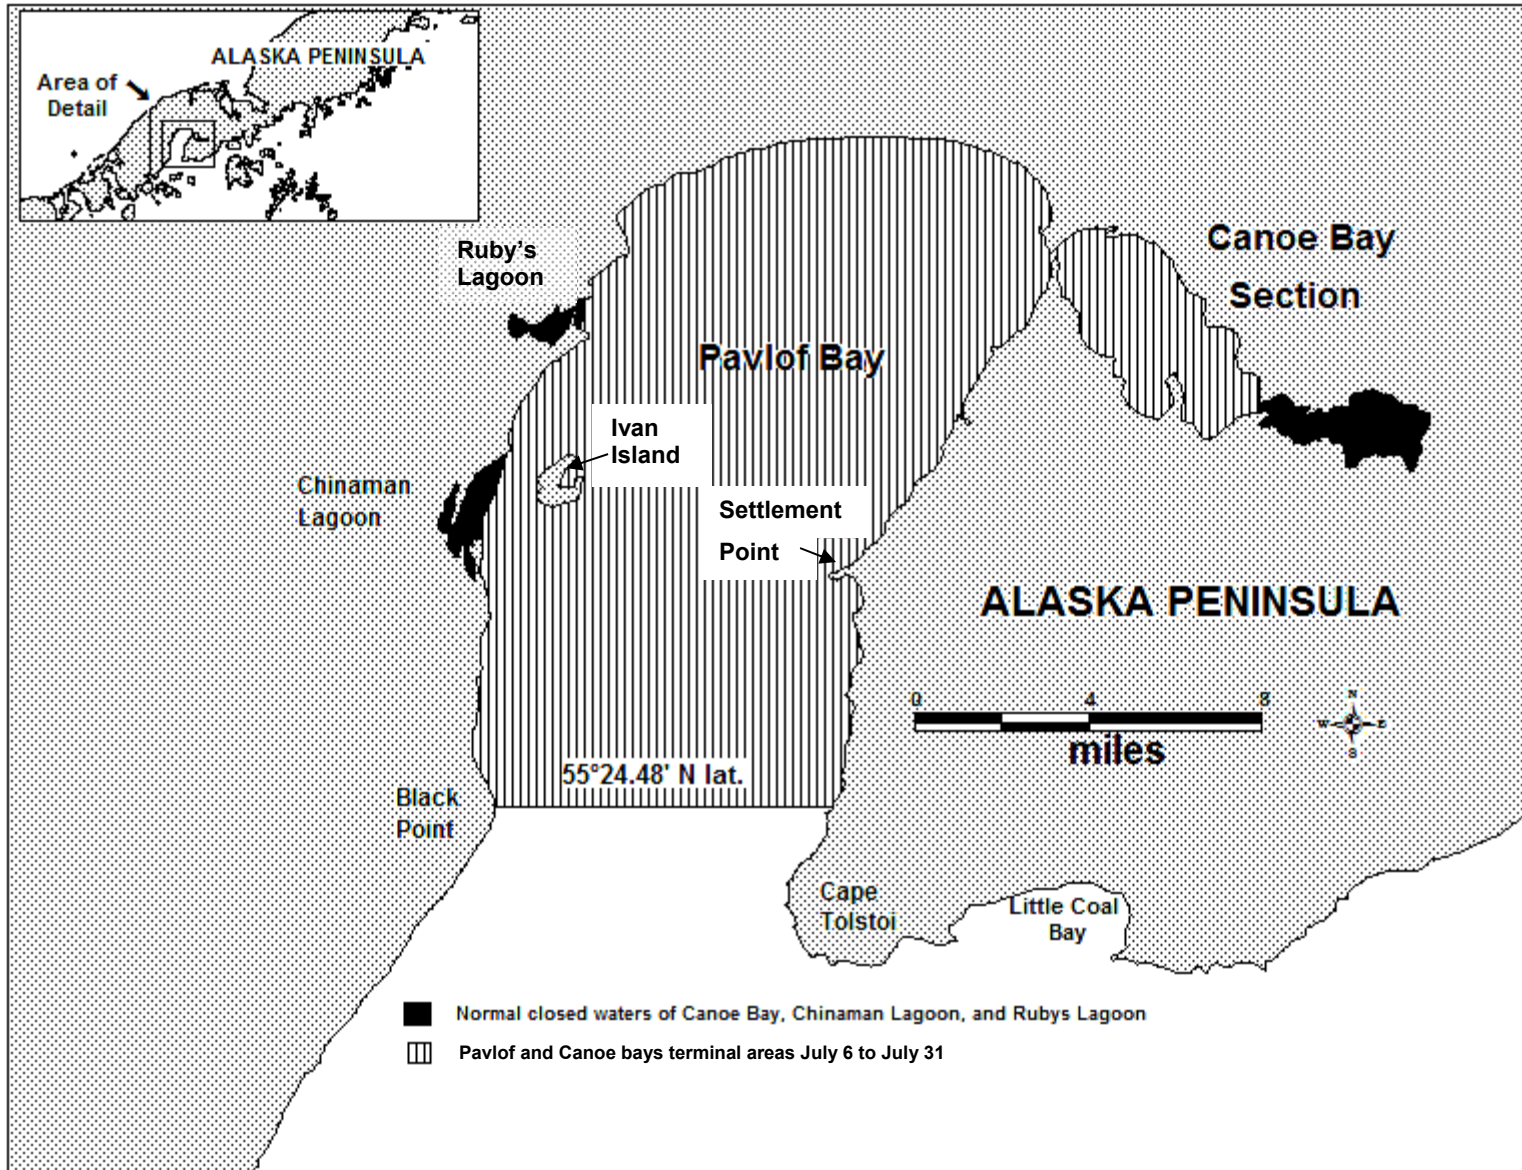 ALASKA PENINSULA
Area of
Detail
Ruby's
Lagoon
Canoe Bay
Section
Pavlof Bay
Ivan
Island
Chinaman
Lagoon
Settlement
Point
ALASKA PENINSULA
0 4 8
miles
N
W E
S
55°24.48' N lat.
Black
Point
Cape
Tolstoi
Little Coal
Bay
Normal closed waters of Canoe Bay, Chinaman Lagoon, and Rubys Lagoon
Pavlof and Canoe bays terminal areas July 6 to July 31